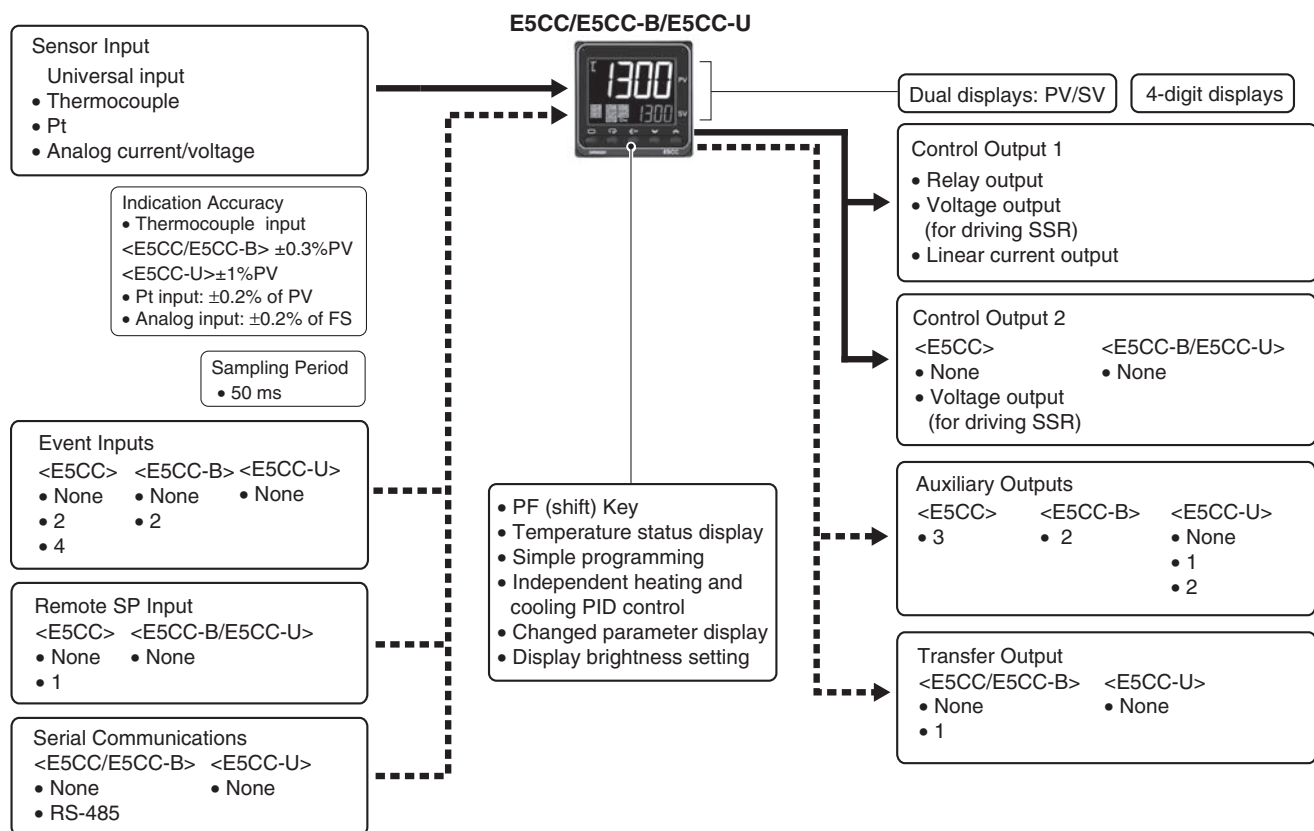 E5CC/E5CC-B/E5CC-U
Sensor Input
Universal input
• Thermocouple
• Pt
• Analog current/voltage
Indication Accuracy
• Thermocouple input
<E5CC/E5CC-B> ±0.3%PV
<E5CC-U>±1%PV
• Pt input: ±0.2% of PV
• Analog input: ±0.2% of FS
Sampling Period
• 50 ms
Event Inputs
<E5CC> <E5CC-B> <E5CC-U>
• None • None • None
• 2 • 2
• 4
Remote SP Input
<E5CC> <E5CC-B/E5CC-U>
• None • None
• 1
Serial Communications
<E5CC/E5CC-B> <E5CC-U>
• None • None
• RS-485
1300
PV
1300
SV
E5CC
• PF (shift) Key
• Temperature status display
• Simple programming
• Independent heating and
cooling PID control
• Changed parameter display
• Display brightness setting
Dual displays: PV/SV
4-digit displays
Control Output 1
• Relay output
• Voltage output
(for driving SSR)
• Linear current output
Control Output 2
<E5CC> <E5CC-B/E5CC-U>
• None • None
• Voltage output
(for driving SSR)
Auxiliary Outputs
<E5CC> <E5CC-B> <E5CC-U>
• 3 • 2 • None
• 1
• 2
Transfer Output
<E5CC/E5CC-B> <E5CC-U>
• None • None
• 1